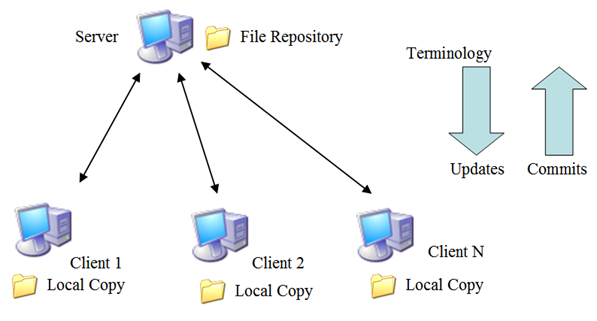 Server
File Repository
Terminology
Updates
Commits
Client 1
Local Copy
Client 2
Local Copy
Client N
Local Copy